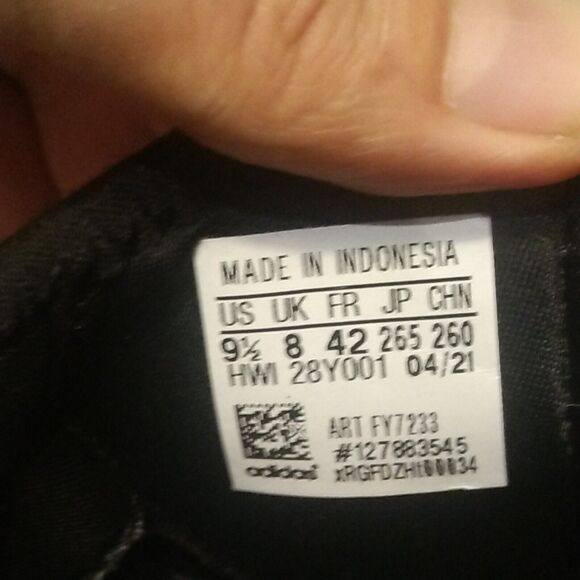 MADE IN INDONESIA
US UK FR JP CHN
9½ 8 42 265 260
HWI 28Y001 04/21
ART FY7233
#127883545
adidas